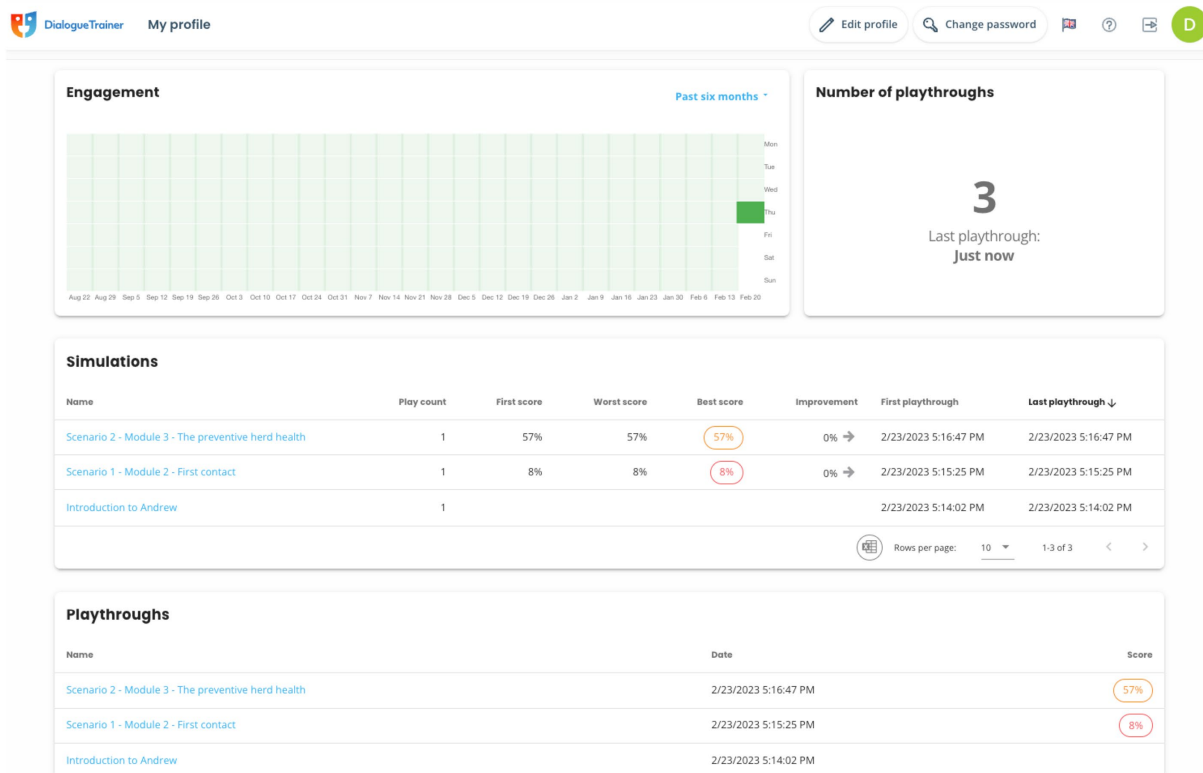 DialogueTrainer My profile Edit profile Change password D
Engagement Past six months
Mon
Tue
Wed
Thu
Fri
Sat
Sun
Aug 22 Aug 29 Sep 5 Sep 12 Sep 19 Sep 26 Oct 3 Oct 10 Oct 17 Oct 24 Oct 31 Nov 7 Nov 14 Nov 21 Nov 28 Dec 5 Dec 12 Dec 19 Dec 26 Jan 2 Jan 9 Jan 16 Jan 23 Jan 30 Feb 6 Feb 13 Feb 20
Number of playthroughs
3
Last playthrough:
Just now
Simulations
Name Play count First score Worst score Best score Improvement First playthrough Last playthrough
Scenario 2 - Module 3 - The preventive herd health 1 57% 57% 57% 0% 2/23/2023 5:16:47 PM 2/23/2023 5:16:47 PM
Scenario 1 - Module 2 - First contact 1 8% 8% 8% 0% 2/23/2023 5:15:25 PM 2/23/2023 5:15:25 PM
Introduction to Andrew 1 2/23/2023 5:14:02 PM 2/23/2023 5:14:02 PM
Rows per page: 10 1-3 of 3
Playthroughs
Name Date Score
Scenario 2 - Module 3 - The preventive herd health 2/23/2023 5:16:47 PM 57%
Scenario 1 - Module 2 - First contact 2/23/2023 5:15:25 PM 8%
Introduction to Andrew 2/23/2023 5:14:02 PM